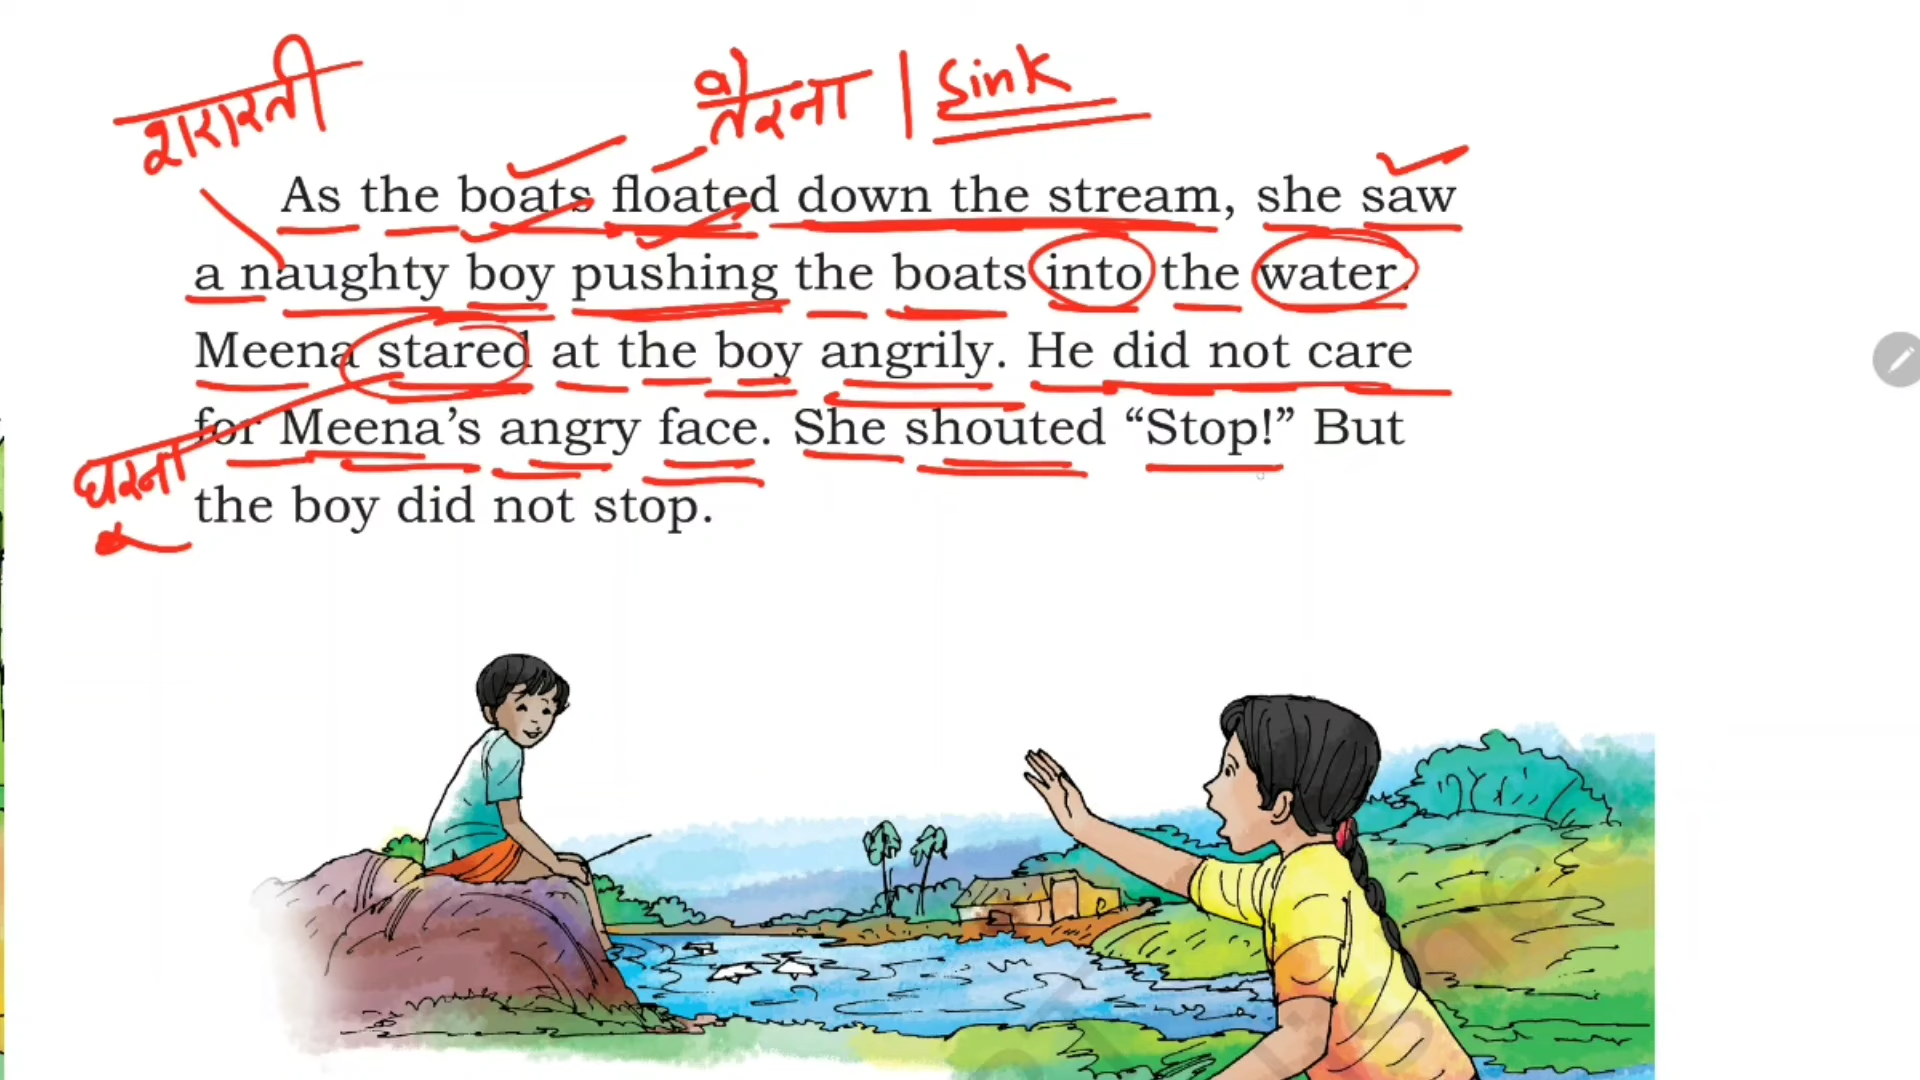 शरारती
तैरना | Sink
As the boats floated down the stream, she saw
a naughty boy pushing the boats into the water.
Meena stared at the boy angrily. He did not care
for Meena's angry face. She shouted “Stop!” But
घरना
the boy did not stop.